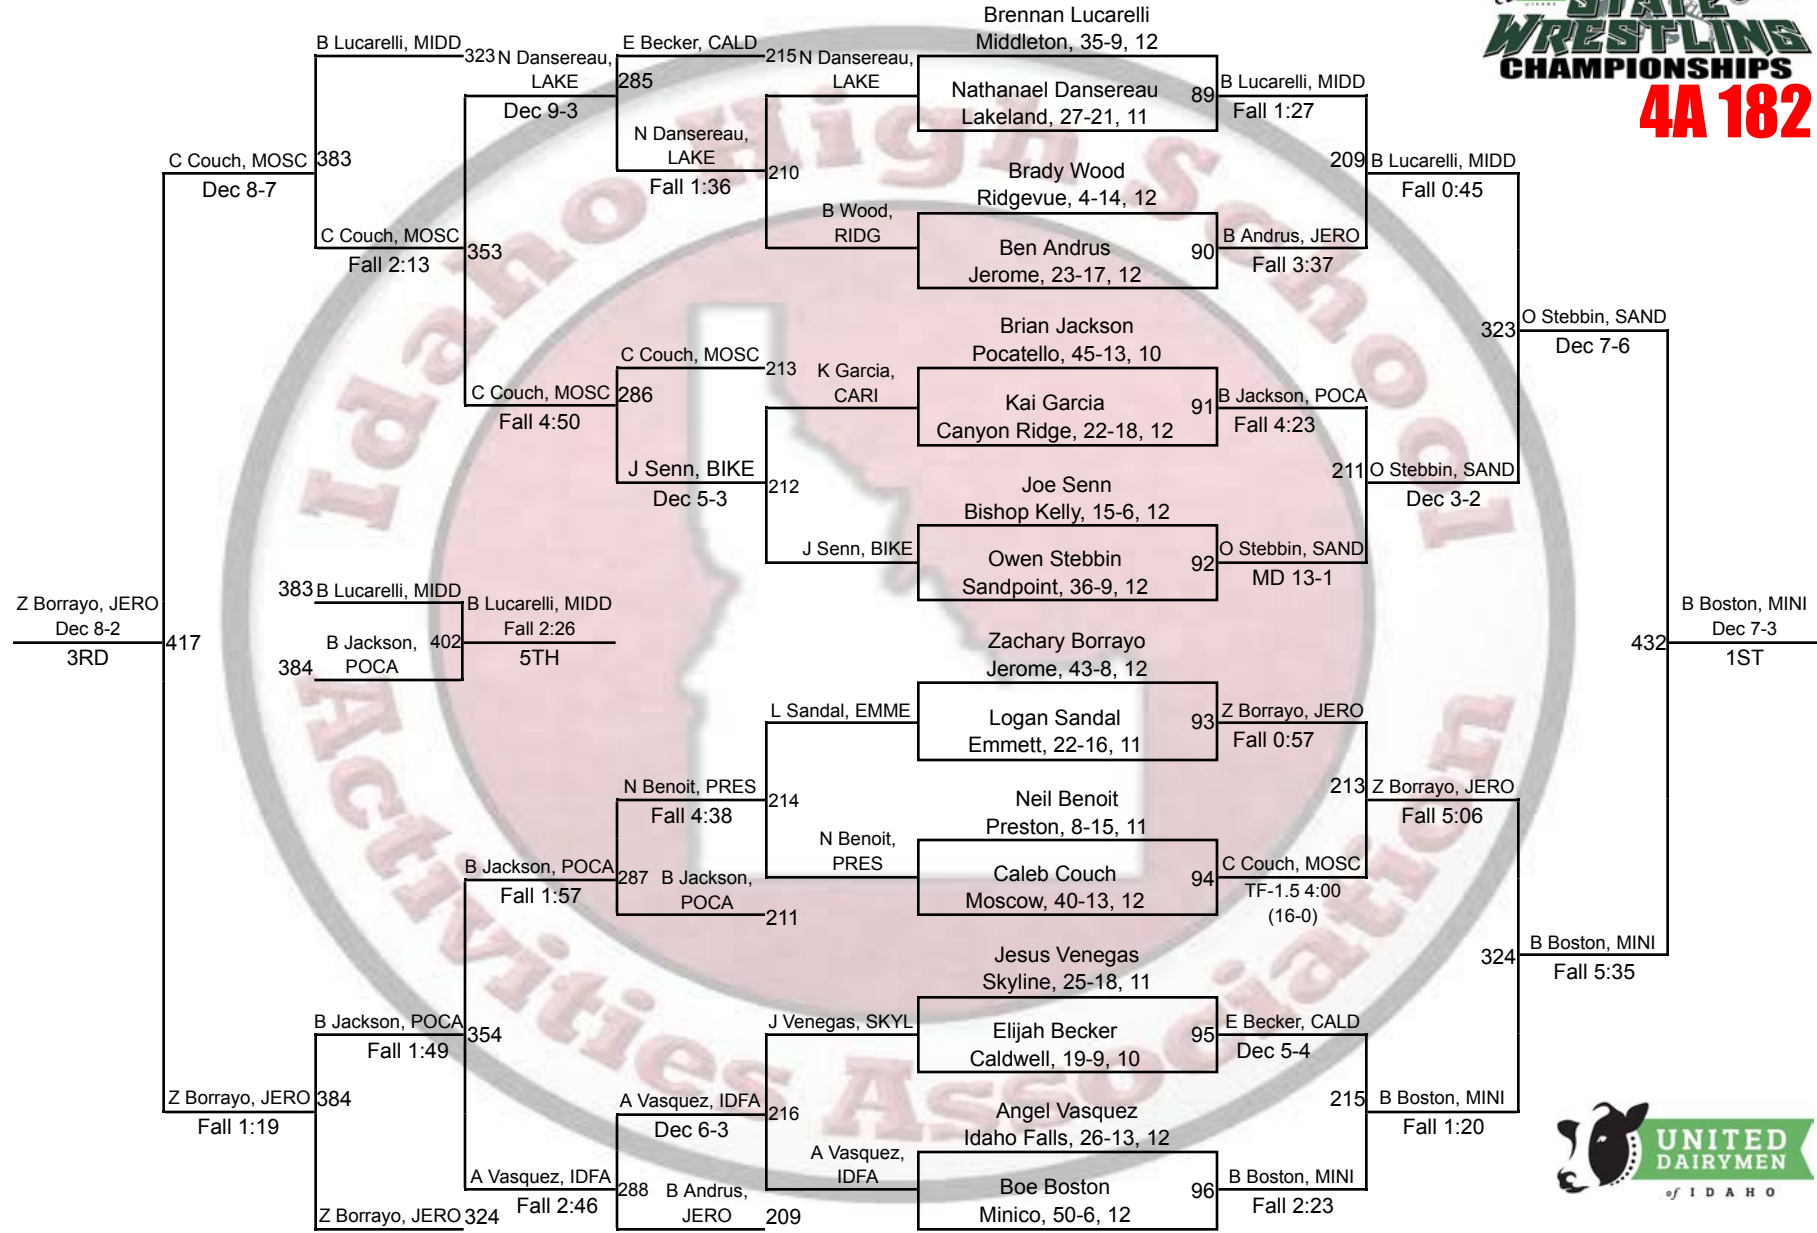 STATE
WRESTLING
CHAMPIONSHIPS
4A 182
Idaho High School
Activities Association
Brennan Lucarelli
Middleton, 35-9, 12
Nathanael Dansereau
Lakeland, 27-21, 11
89
B Lucarelli, MIDD
Fall 1:27
Brady Wood
Ridgevue, 4-14, 12
Ben Andrus
Jerome, 23-17, 12
90
B Andrus, JERO
Fall 3:37
209
B Lucarelli, MIDD
Fall 0:45
Brian Jackson
Pocatello, 45-13, 10
Kai Garcia
Canyon Ridge, 22-18, 12
91
B Jackson, POCA
Fall 4:23
Joe Senn
Bishop Kelly, 15-6, 12
Owen Stebbin
Sandpoint, 36-9, 12
92
O Stebbin, SAND
MD 13-1
211
O Stebbin, SAND
Dec 3-2
323
O Stebbin, SAND
Dec 7-6
Zachary Borrayo
Jerome, 43-8, 12
Logan Sandal
Emmett, 22-16, 11
93
Z Borrayo, JERO
Fall 0:57
Neil Benoit
Preston, 8-15, 11
Caleb Couch
Moscow, 40-13, 12
94
C Couch, MOSC
TF-1.5 4:00
(16-0)
213
Z Borrayo, JERO
Fall 5:06
Jesus Venegas
Skyline, 25-18, 11
Elijah Becker
Caldwell, 19-9, 10
95
E Becker, CALD
Dec 5-4
Angel Vasquez
Idaho Falls, 26-13, 12
Boe Boston
Minico, 50-6, 12
96
B Boston, MINI
Fall 2:23
215
B Boston, MINI
Fall 1:20
324
B Boston, MINI
Fall 5:35
432
B Boston, MINI
Dec 7-3
1ST
N Dansereau,
LAKE
B Wood,
RIDG
210
N Dansereau,
LAKE
Fall 1:36
E Becker, CALD
215
285
N Dansereau,
LAKE
Dec 9-3
K Garcia,
CARI
J Senn, BIKE
212
J Senn, BIKE
Dec 5-3
C Couch, MOSC
213
286
C Couch, MOSC
Fall 4:50
353
C Couch, MOSC
Fall 2:13
B Lucarelli, MIDD
323
383
C Couch, MOSC
Dec 8-7
L Sandal, EMME
N Benoit,
PRES
214
N Benoit, PRES
Fall 4:38
B Jackson,
POCA
211
287
B Jackson, POCA
Fall 1:57
J Venegas, SKYL
A Vasquez,
IDFA
216
A Vasquez, IDFA
Dec 6-3
B Andrus,
JERO
209
288
A Vasquez, IDFA
Fall 2:46
354
B Jackson, POCA
Fall 1:49
Z Borrayo, JERO
324
384
Z Borrayo, JERO
Fall 1:19
417
Z Borrayo, JERO
Dec 8-2
3RD
383
B Lucarelli, MIDD
384
B Jackson,
POCA
402
B Lucarelli, MIDD
Fall 2:26
5TH
UNITED
DAIRYMEN
of IDAHO